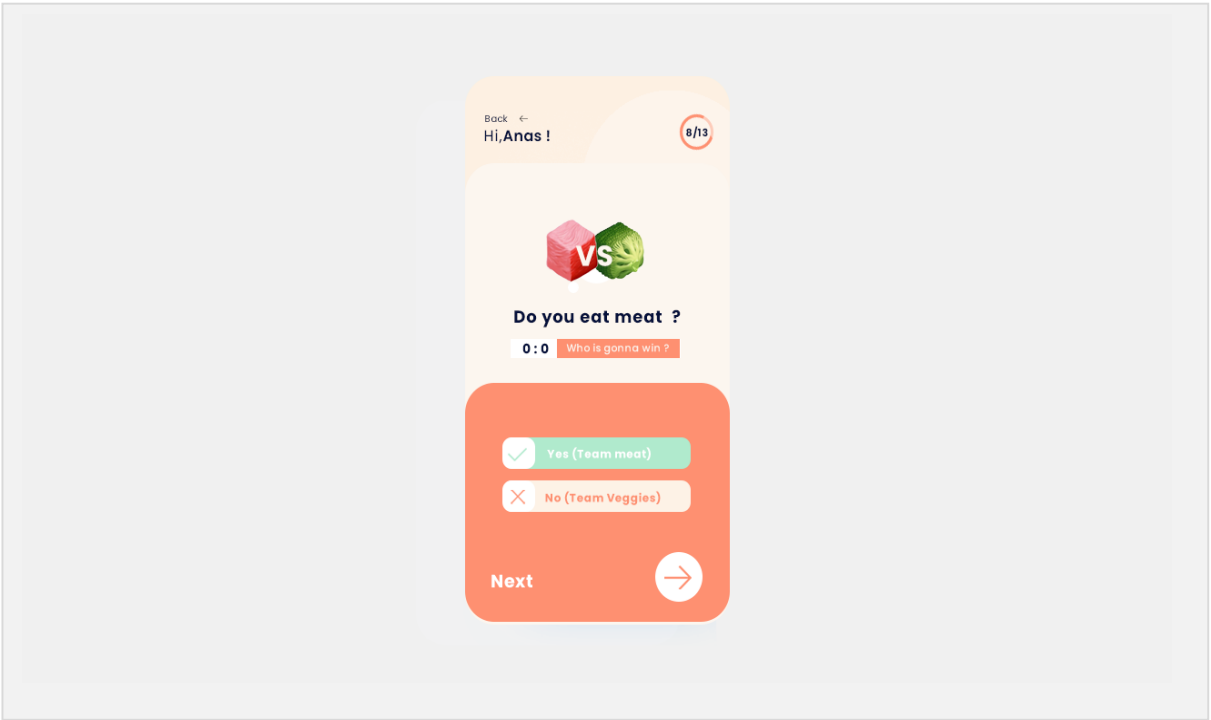 Back ←
Hi,Anas !
8/13
VS
Do you eat meat ?
0 : 0 Who is gonna win ?
Yes (Team meat)
No (Team Veggies)
Next